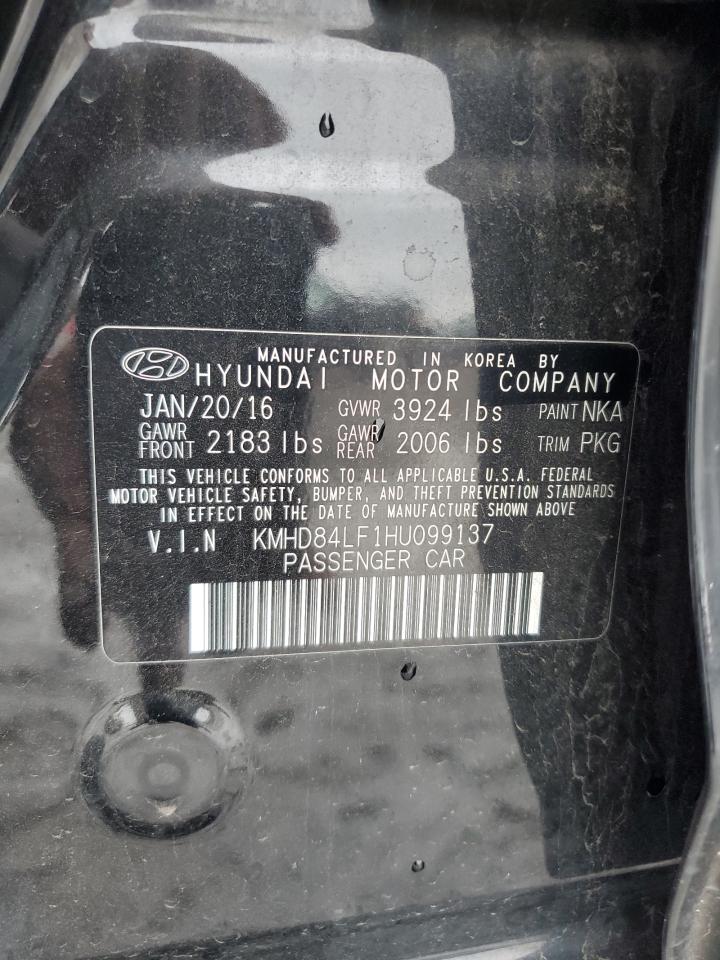 MANUFACTURED IN KOREA BY
HYUNDAI MOTOR COMPANY
JAN/20/16 GVWR 3924 lbs PAINT NKA
GAWR FRONT 2183 lbs GAWR REAR 2006 lbs TRIM PKG
THIS VEHICLE CONFORMS TO ALL APPLICABLE U.S.A. FEDERAL
MOTOR VEHICLE SAFETY, BUMPER, AND THEFT PREVENTION STANDARDS
IN EFFECT ON THE DATE OF MANUFACTURE SHOWN ABOVE
V.I.N KMHD84LF1HU099137
PASSENGER CAR